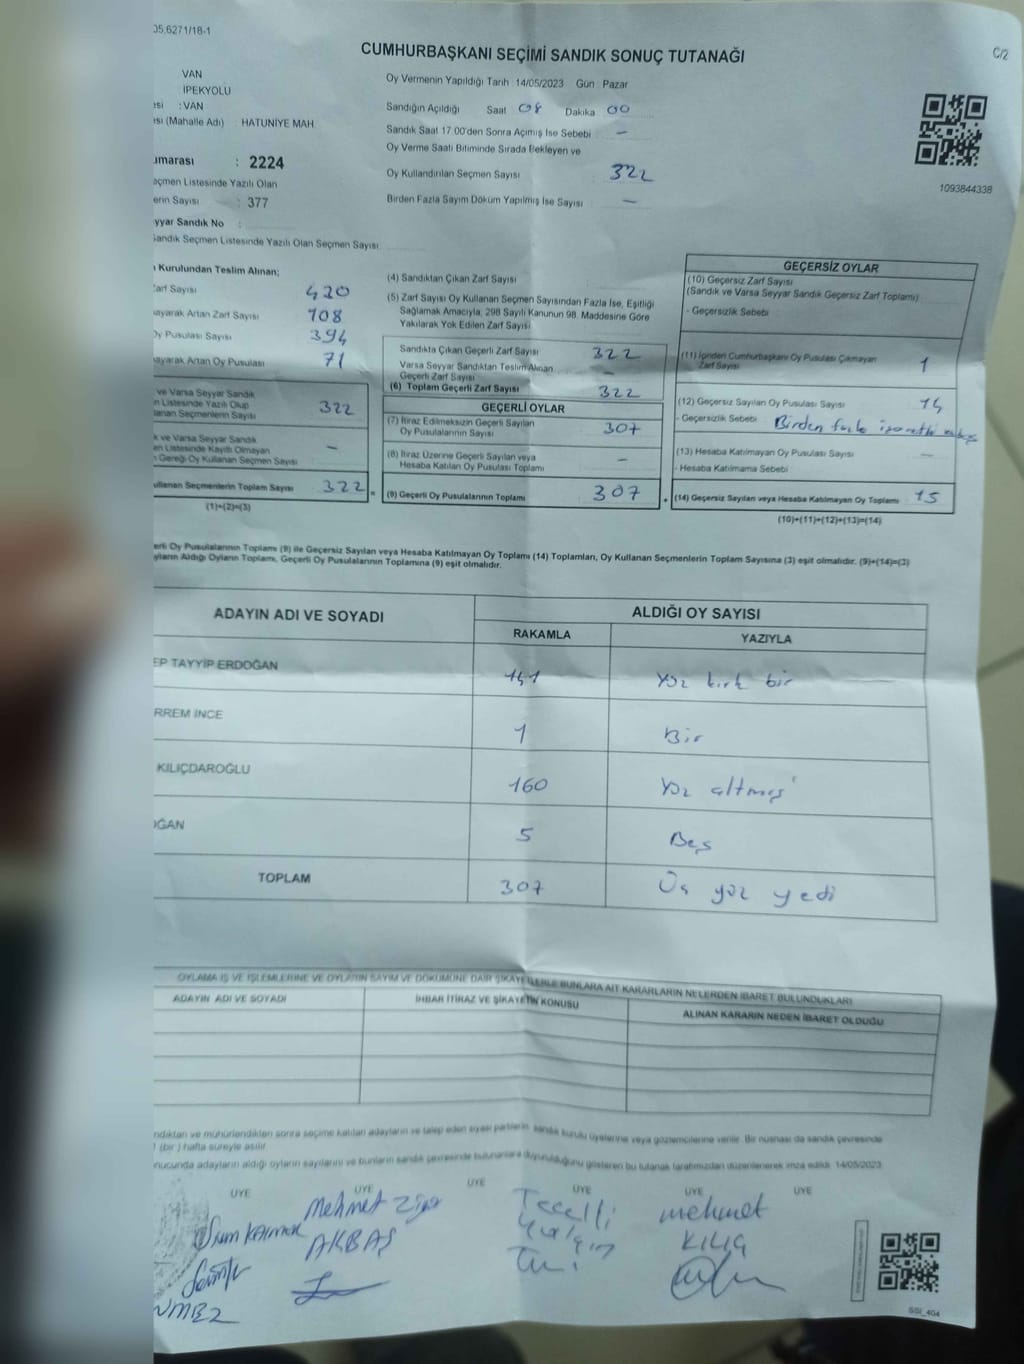 05.6271/18-1
CUMHURBAŞKANI SEÇİMİ SANDIK SONUÇ TUTANAĞI
C/2
VAN
İPEKYOLU
: VAN
(Mahalle Adı) HATUNİYE MAH
: 2224
Seçmen Listesinde Yazılı Olan
Sayısı : 377
Seyyar Sandık No :
Sandık Seçmen Listesinde Yazılı Olan Seçmen Sayısı
Oy Vermenin Yapıldığı Tarih : 14/05/2023 Gün : Pazar
Sandığın Açıldığı Saat 08 Dakika 00
Sandık Saat 17.00'den Sonra Açılmış İse Sebebi -
Oy Verme Saati Bitiminde Sırada Bekleyen ve
Oy Kullandırılan Seçmen Sayısı 322
Birden Fazla Sayım Döküm Yapılmış İse Sayısı -
1093844338
Kurulundan Teslim Alınan;
Zarf Sayısı 420
Artan Zarf Sayısı 108
Oy Pusulası Sayısı 394
Artan Oy Pusulası 71
ve Varsa Seyyar Sandık
Listesinde Yazılı Olup
Seçmenlerin Sayısı 322
ve Varsa Seyyar Sandık
Listesinde Kayıtlı Olmayan
Gereği Oy Kullanan Seçmen Sayısı -
Kullanan Seçmenlerin Toplam Sayısı 322 =
(1)+(2)=(3)
(4) Sandıktan Çıkan Zarf Sayısı
(5) Zarf Sayısı Oy Kullanan Seçmen Sayısından Fazla İse, Eşitliği
Sağlamak Amacıyla, 298 Sayılı Kanunun 98. Maddesine Göre
Yakılarak Yok Edilen Zarf Sayısı
Sandıkta Çıkan Geçerli Zarf Sayısı 322
Varsa Seyyar Sandıktan Teslim Alınan
Geçerli Zarf Sayısı -
(6) Toplam Geçerli Zarf Sayısı 322
GEÇERLİ OYLAR
(7) İtiraz Edilmeksizin Geçerli Sayılan
Oy Pusulalarının Sayısı 307
(8) İtiraz Üzerine Geçerli Sayılan veya
Hesaba Katılan Oy Pusulası Toplamı -
(9) Geçerli Oy Pusulalarının Toplamı 307 +
GEÇERSİZ OYLAR
(10) Geçersiz Zarf Sayısı
(Sandık ve Varsa Seyyar Sandık Geçersiz Zarf Toplamı)
- Geçersizlik Sebebi
(11) İçinden Cumhurbaşkanı Oy Pusulası Çıkmayan
Zarf Sayısı 1
(12) Geçersiz Sayılan Oy Pusulası Sayısı 14
- Geçersizlik Sebebi Birden fazla
(13) Hesaba Katılmayan Oy Pusulası Sayısı -
- Hesaba Katılmama Sebebi
(14) Geçersiz Sayılan veya Hesaba Katılmayan Oy Toplamı 15
(10)+(11)+(12)+(13)=(14)
Oy Pusulalarının Toplamı (9) ile Geçersiz Sayılan veya Hesaba Katılmayan Oy Toplamı (14) Toplamları, Oy Kullanan Seçmenlerin Toplam Sayısına (3) eşit olmalıdır. (9)+(14)=(3)
Aldığı Oyların Toplamı, Geçerli Oy Pusulalarının Toplamına (9) eşit olmalıdır.
ADAYIN ADI VE SOYADI ALDIĞI OY SAYISI
RAKAMLA YAZIYLA
EP TAYYİP ERDOĞAN 141 Yüz kırk bir
RREM İNCE 1 Bir
KILIÇDAROĞLU 160 Yüz altmış
OĞAN 5 Beş
TOPLAM 307 Üç yüz yedi
OYLAMA İŞ VE İŞLEMLERİNE VE OYLARIN SAYIM VE DÖKÜMÜNE DAİR ŞİKAYETLERLE BUNLARA AİT KARARLARIN NELERDEN İBARET BULUNDUKLARI
ADAYIN ADI VE SOYADI İHBAR İTİRAZ VE ŞİKAYETİN KONUSU ALINAN KARARIN NEDEN İBARET OLDUĞU
ve mühürlendikten sonra seçime katılan adayların ve talep eden siyasi partilerin sandık kurulu üyelerine veya gözlemcilerine verilir. Bir nüshası da sandık çevresinde
1 (bir) hafta süreyle asılır.
adayların aldığı oyların sayılarını ve bunların sandık çevresinde bulunanlara duyurulduğunu gösteren bu tutanak tarafımızdan düzenlenerek imza edildi. 14/05/2023
ÜYE ÜYE ÜYE ÜYE ÜYE ÜYE
Mehmet Ziya
AKBAŞ
Tecelli
Mehmet
KILIÇ
SSİ_404